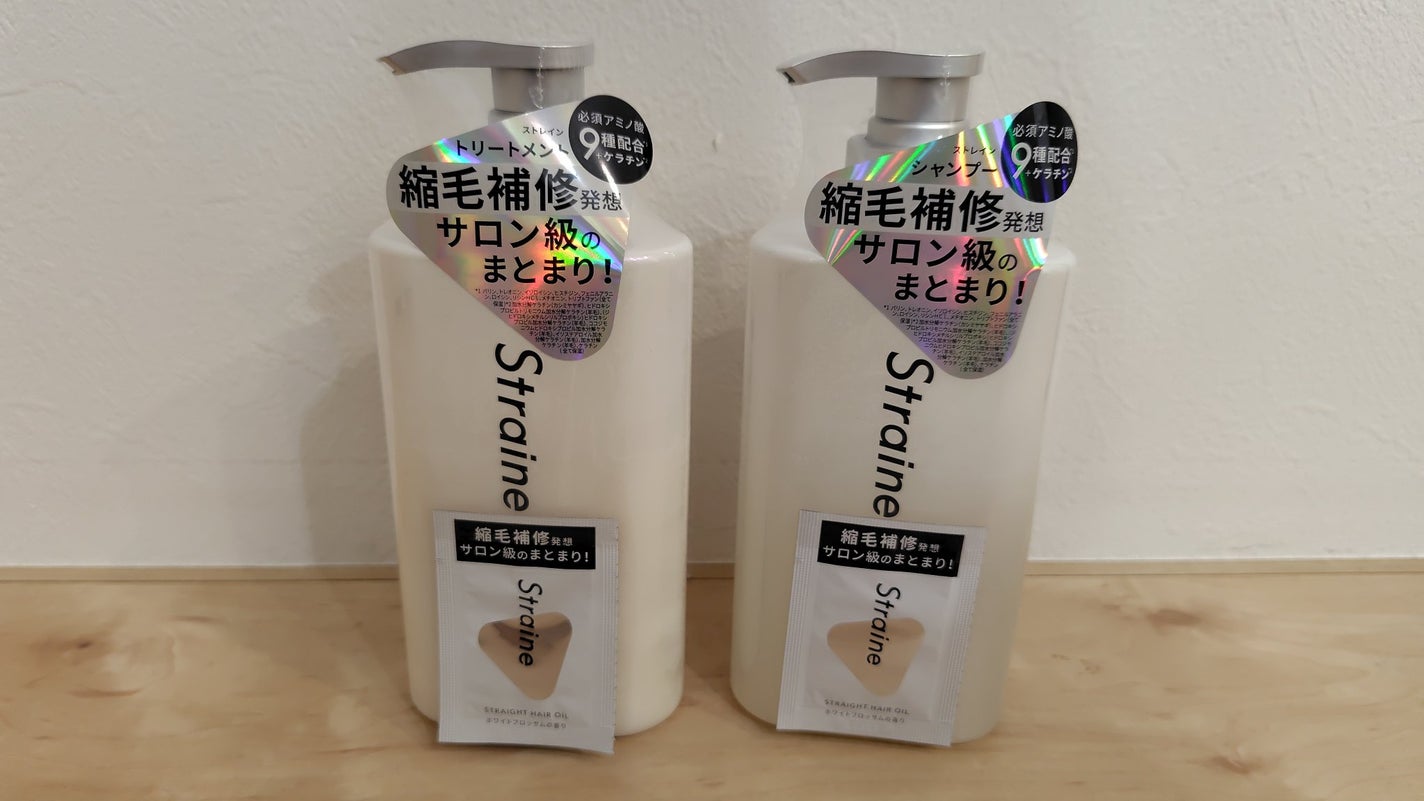 ストレイン
トリートメント
必須アミノ酸
9種配合
+ケラチン
縮毛補修発想
サロン級の
まとまり!
Straine
縮毛補修発想
サロン級のまとまり!
Straine
STRAIGHT HAIR OIL
ホワイトブロッサムの香り
ストレイン
シャンプー
必須アミノ酸
9種配合
+ケラチン
縮毛補修発想
サロン級の
まとまり!
Straine
縮毛補修発想
サロン級のまとまり!
Straine
STRAIGHT HAIR OIL
ホワイトブロッサムの香り